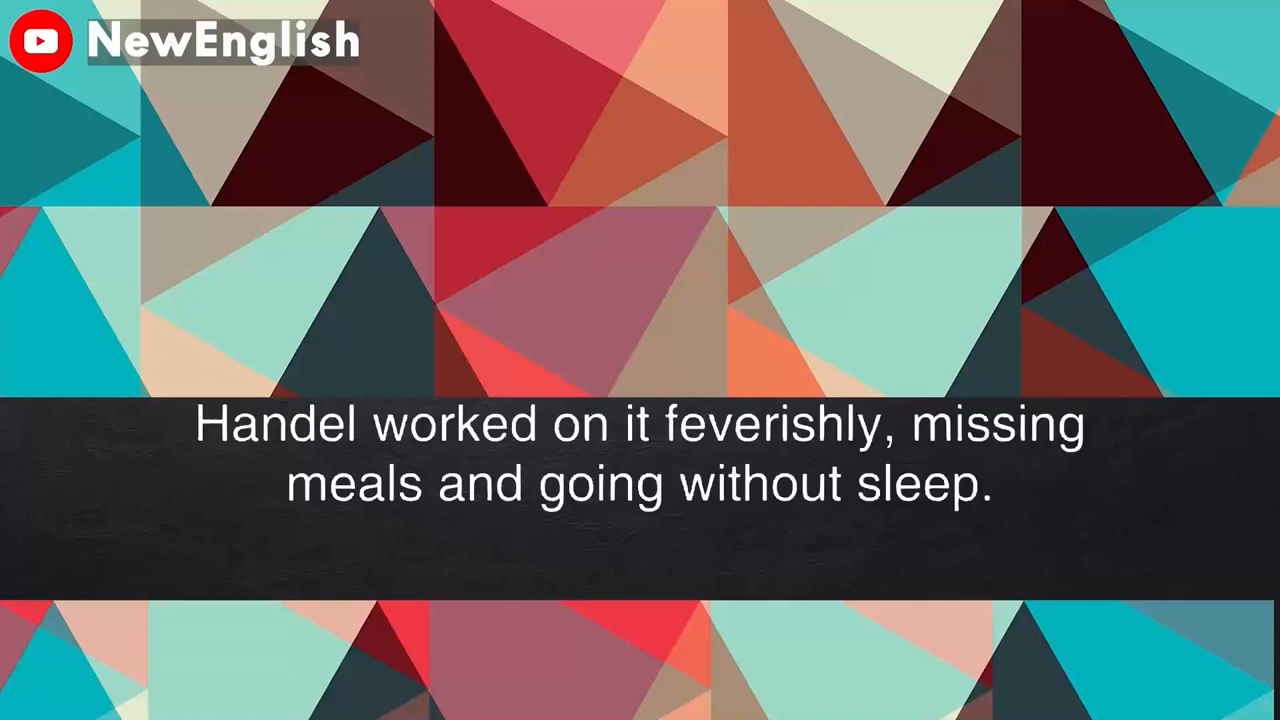 NewEnglish
Handel worked on it feverishly, missing
meals and going without sleep.